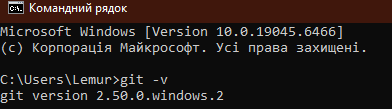 Командний рядок
Microsoft Windows [Version 10.0.19045.6466]
(c) Корпорація Майкрософт. Усі права захищені.
C:\Users\Lemur>git -v
git version 2.50.0.windows.2